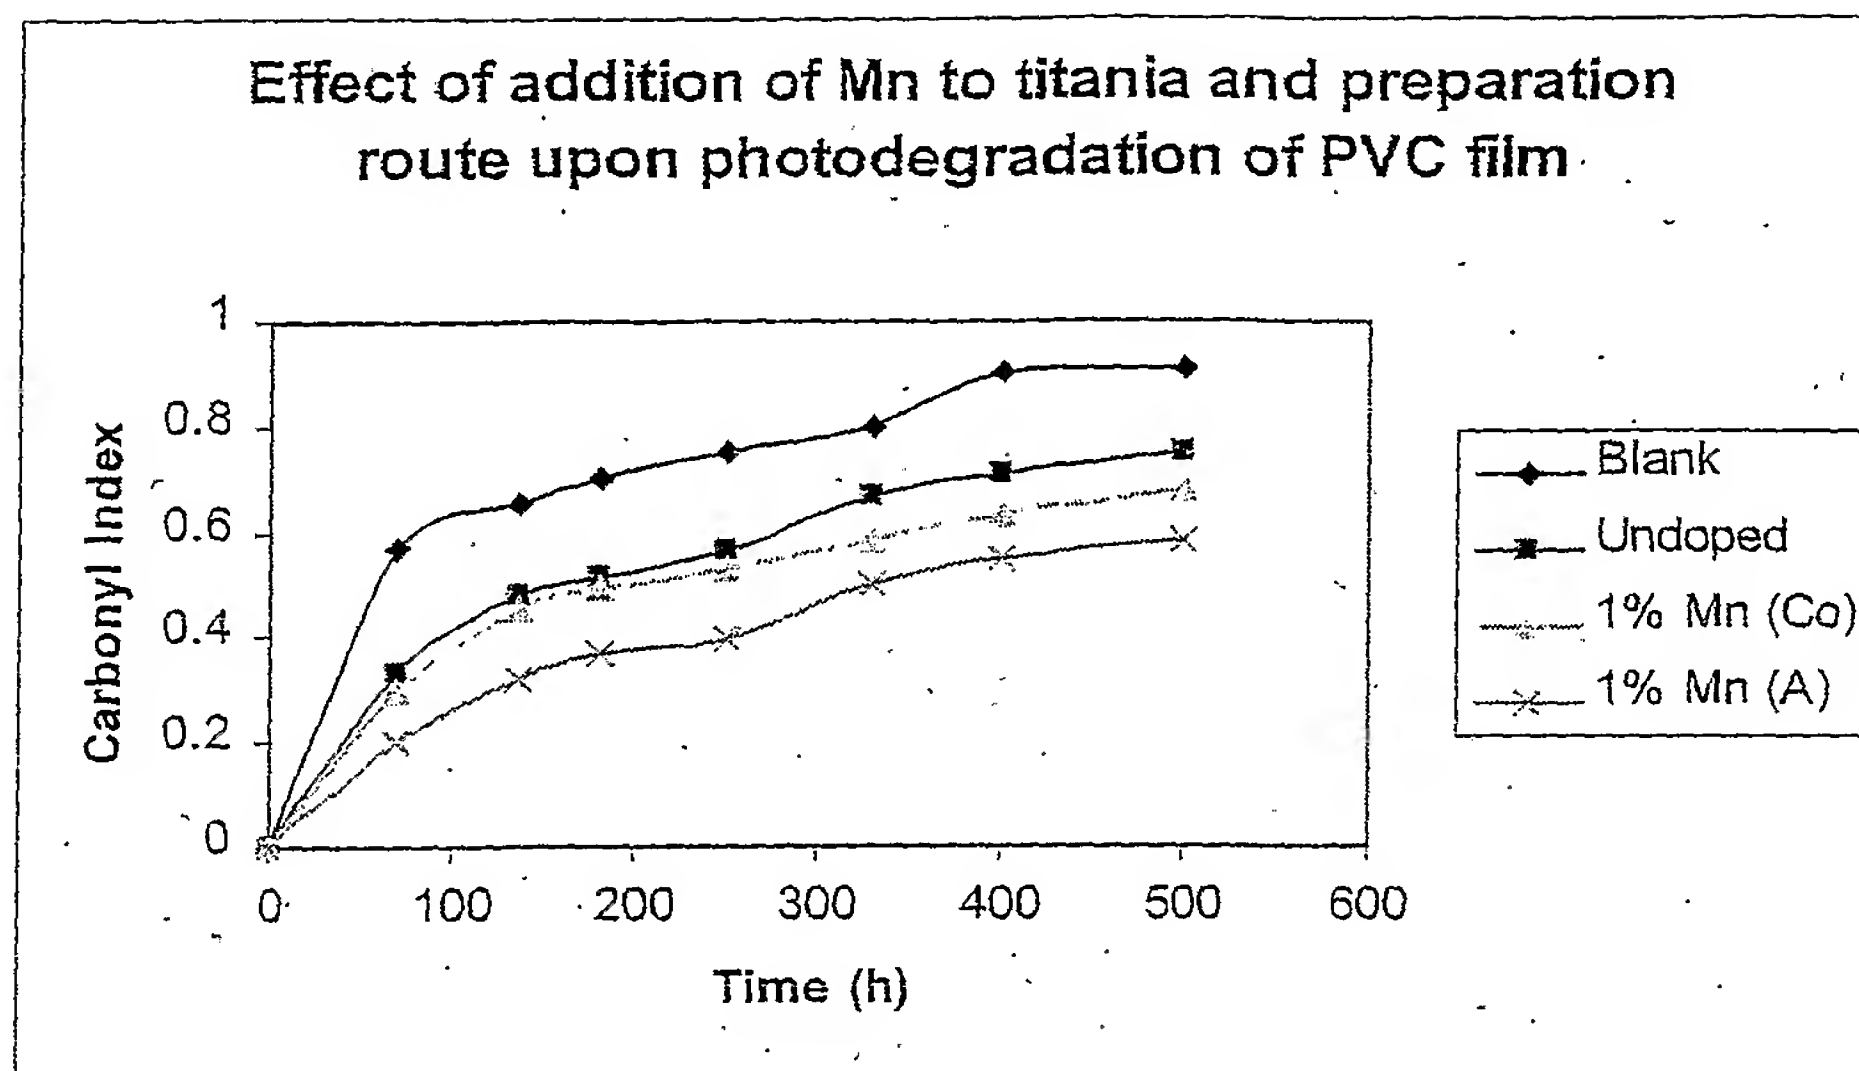 Effect of addition of Mn to titania and preparation
route upon photodegradation of PVC film
1
0.8
0.6
0.4
0.2
0
Carbonyl Index
0 100 200 300 400 500 600
Time (h)
Blank
Undoped
1% Mn (Co)
1% Mn (A)